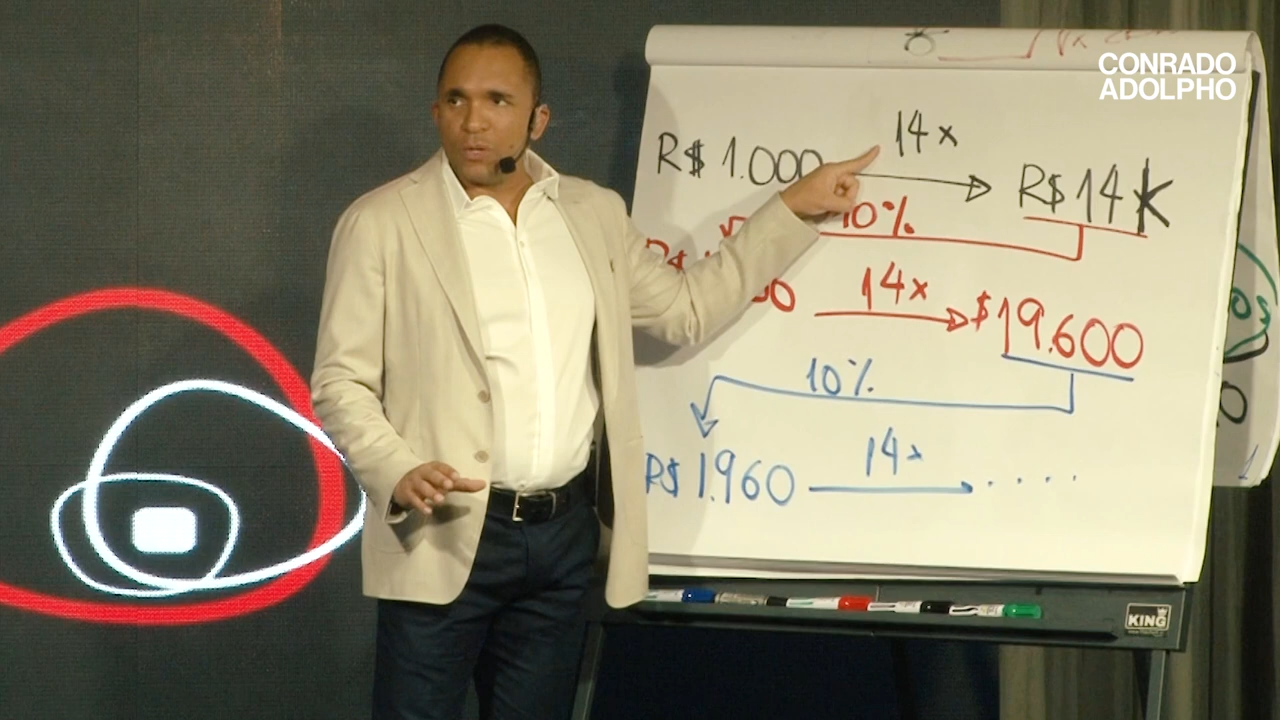 CONRADO
ADOLPHO
R$ 1.000 14x R$ 14K
10%
14x $19.600
10%
R$ 1.960 14x . . . . .
KING